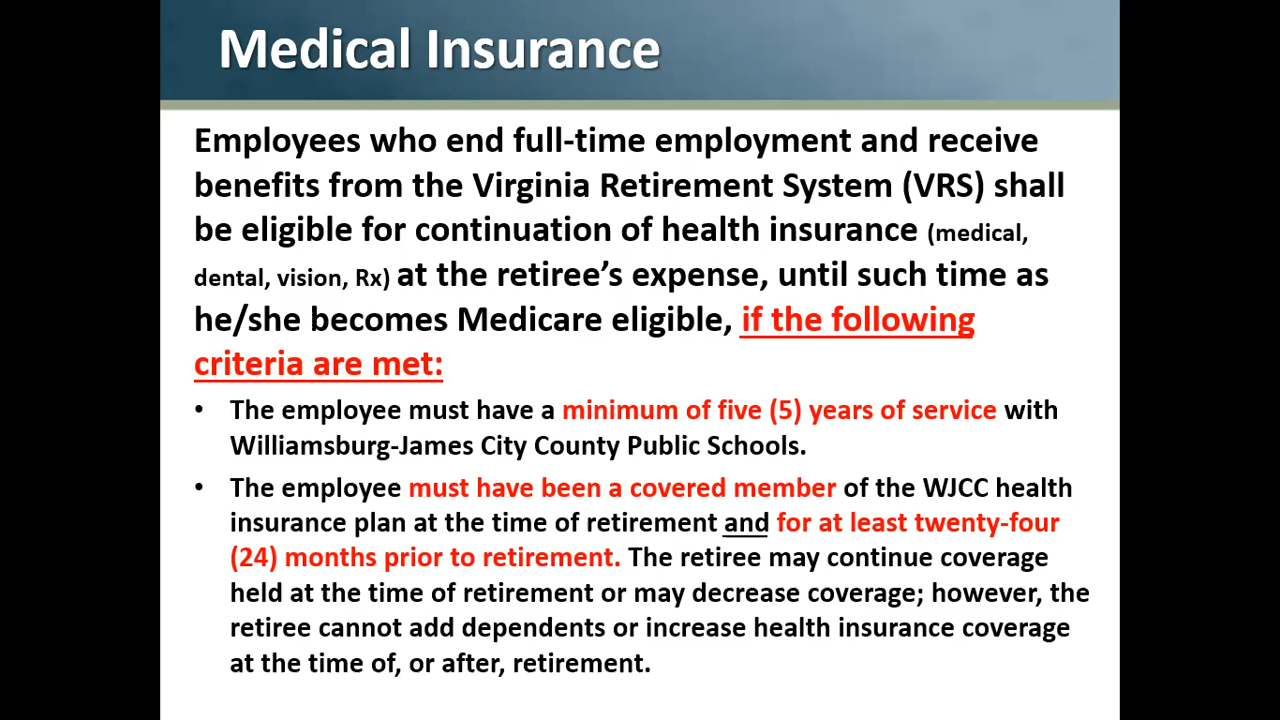 Medical Insurance
Employees who end full-time employment and receive
benefits from the Virginia Retirement System (VRS) shall
be eligible for continuation of health insurance (medical,
dental, vision, Rx) at the retiree’s expense, until such time as
he/she becomes Medicare eligible, if the following
criteria are met:
• The employee must have a minimum of five (5) years of service with
Williamsburg-James City County Public Schools.
• The employee must have been a covered member of the WJCC health
insurance plan at the time of retirement and for at least twenty-four
(24) months prior to retirement. The retiree may continue coverage
held at the time of retirement or may decrease coverage; however, the
retiree cannot add dependents or increase health insurance coverage
at the time of, or after, retirement.